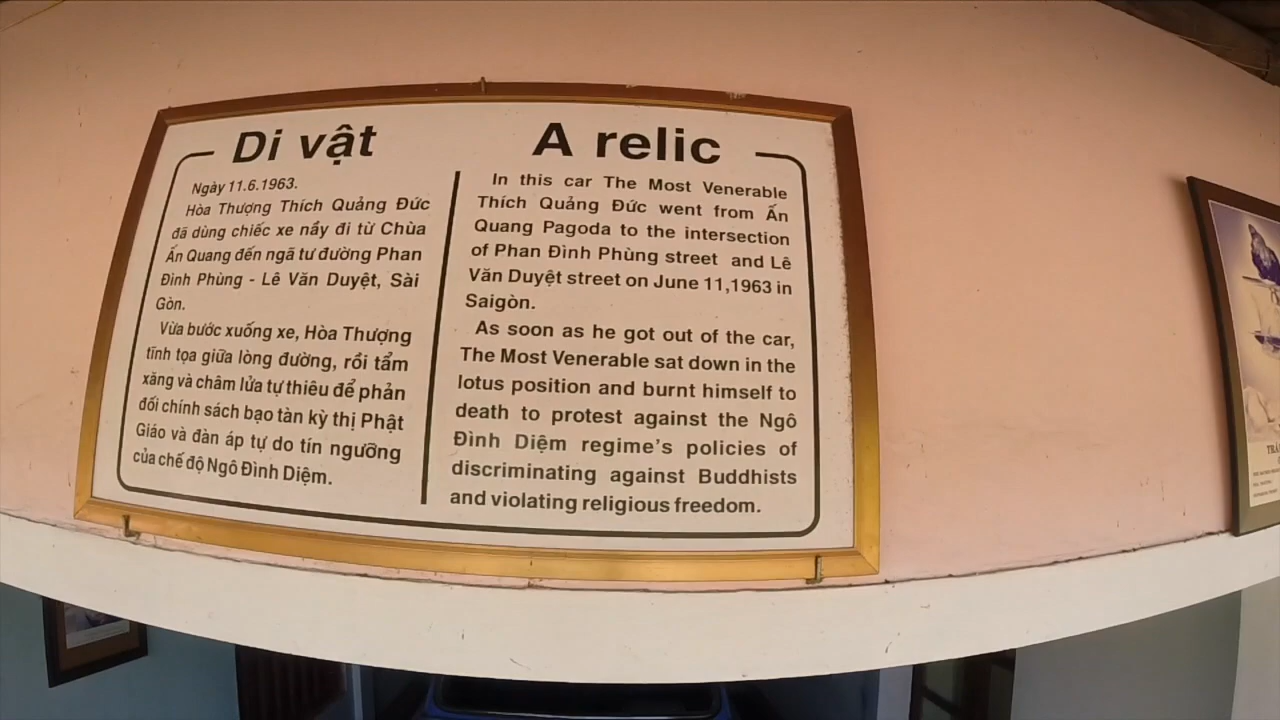 Di vật
Ngày 11.6.1963.
Hòa Thượng Thích Quảng Đức
đã dùng chiếc xe nầy đi từ Chùa
Ấn Quang đến ngã tư đường Phan
Đình Phùng - Lê Văn Duyệt, Sài
Gòn.
Vừa bước xuống xe, Hòa Thượng
tĩnh tọa giữa lòng đường, rồi tẩm
xăng và châm lửa tự thiêu để phản
đối chính sách bạo tàn kỳ thị Phật
Giáo và đàn áp tự do tín ngưỡng
của chế độ Ngô Đình Diệm.
A relic
In this car The Most Venerable
Thích Quảng Đức went from Ấn
Quang Pagoda to the intersection
of Phan Đình Phùng street and Lê
Văn Duyệt street on June 11,1963 in
Saigòn.
As soon as he got out of the car,
The Most Venerable sat down in the
lotus position and burnt himself to
death to protest against the Ngô
Đình Diệm regime's policies of
discriminating against Buddhists
and violating religious freedom.